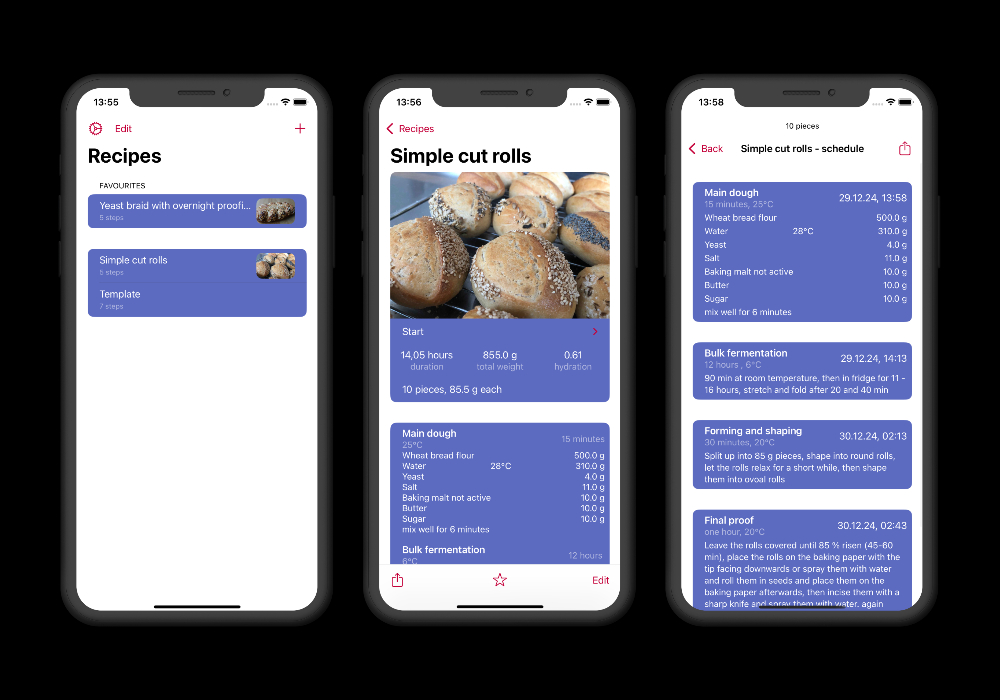 13:55
Edit
Recipes
FAVOURITES
Yeast braid with overnight proofi...
5 steps
Simple cut rolls
5 steps
Template
7 steps
13:56
Recipes
Simple cut rolls
Start
14,05 hours 855.0 g 0.61
duration total weight hydration
10 pieces, 85.5 g each
Main dough 15 minutes
25°C
Wheat bread flour 500.0 g
Water 28°C 310.0 g
Yeast 4.0 g
Salt 11.0 g
Baking malt not active 10.0 g
Butter 10.0 g
Sugar 10.0 g
mix well for 6 minutes
Bulk fermentation 12 hours
6°C
Edit
13:58
10 pieces
Back Simple cut rolls - schedule
Main dough 29.12.24, 13:58
15 minutes, 25°C
Wheat bread flour 500.0 g
Water 28°C 310.0 g
Yeast 4.0 g
Salt 11.0 g
Baking malt not active 10.0 g
Butter 10.0 g
Sugar 10.0 g
mix well for 6 minutes
Bulk fermentation 29.12.24, 14:13
12 hours , 6°C
90 min at room temperature, then in fridge for 11 -
16 hours, stretch and fold after 20 and 40 min
Forming and shaping 30.12.24, 02:13
30 minutes, 20°C
Split up into 85 g pieces, shape into round rolls,
let the rolls relax for a short while, then shape
them into ovoal rolls
Final proof 30.12.24, 02:43
one hour, 20°C
Leave the rolls covered until 85 % risen (45-60
min), place the rolls on the baking paper with the
tip facing downwards or spray them with water
and roll them in seeds and place them on the
baking paper afterwards, then incise them with a
sharp knife and spray them with water. again